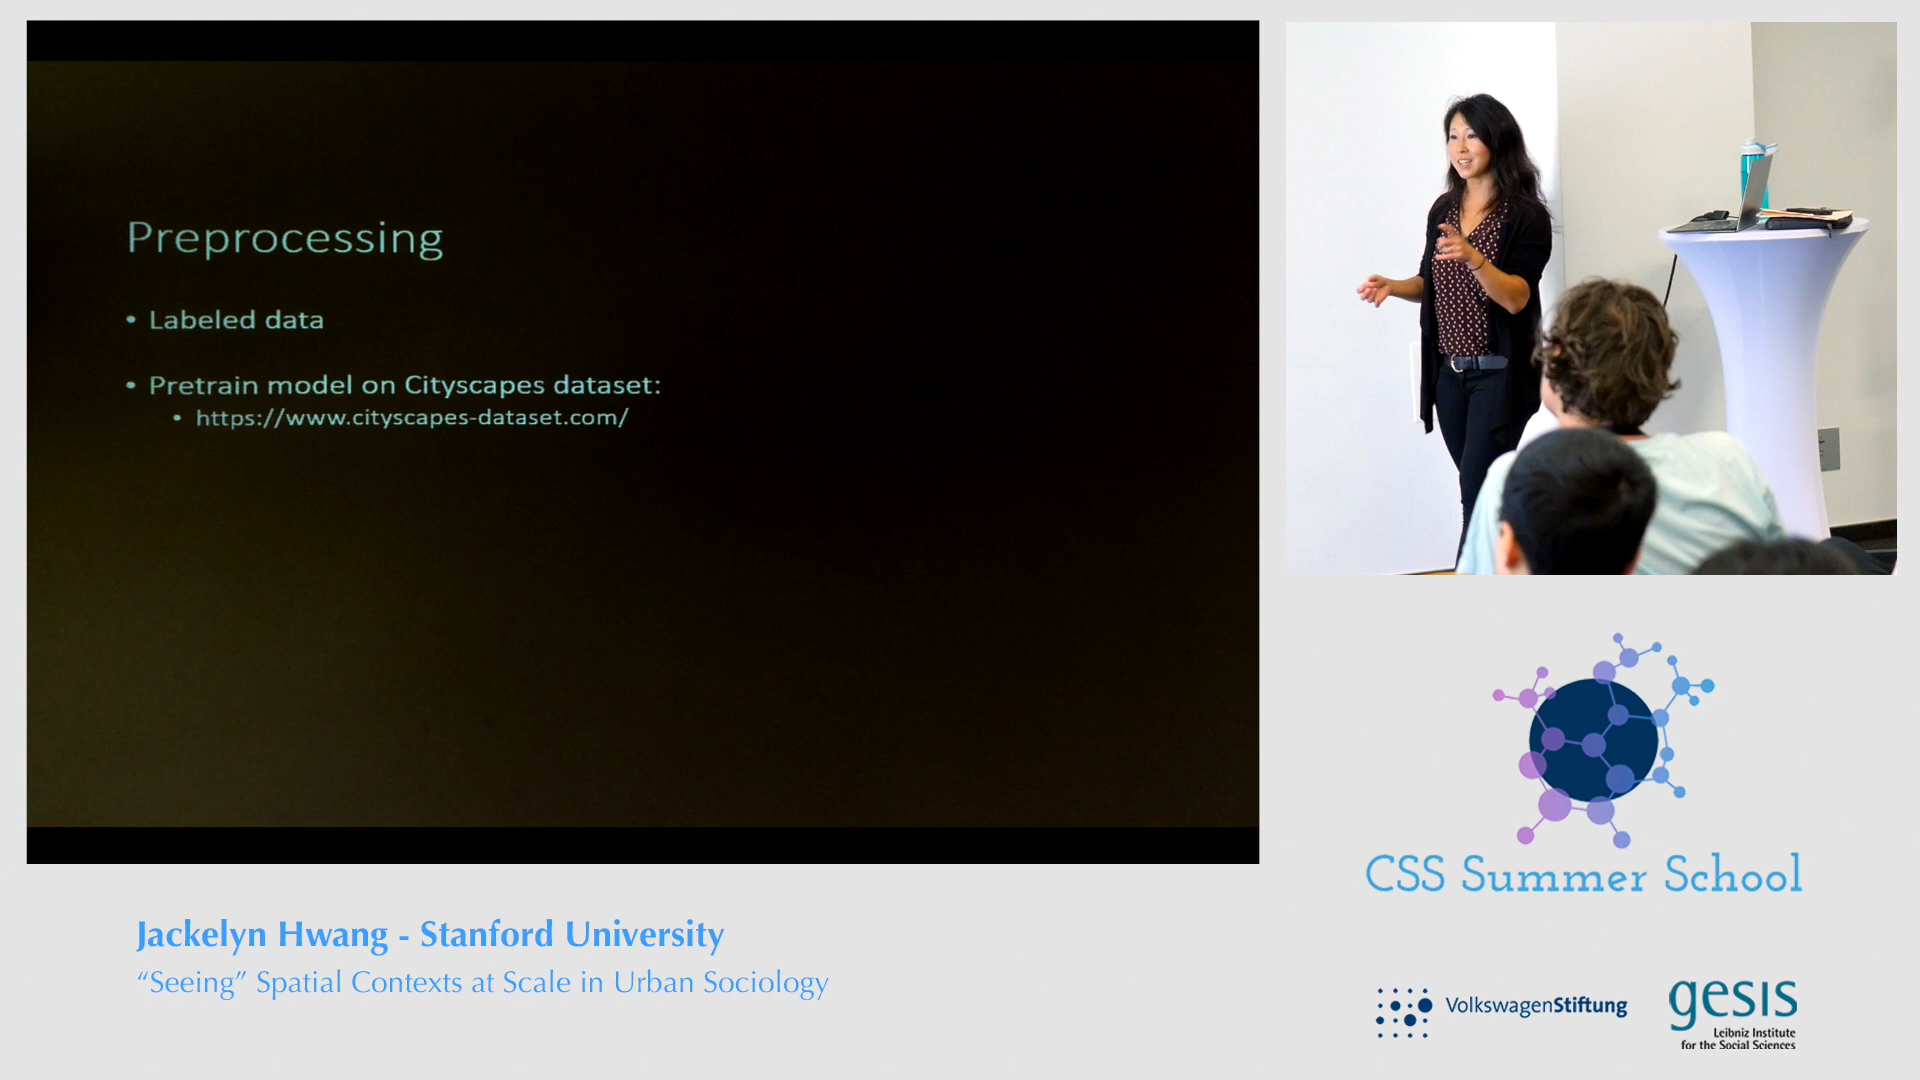 Preprocessing
• Labeled data
• Pretrain model on Cityscapes dataset:
• https://www.cityscapes-dataset.com/
CSS Summer School
Jackelyn Hwang - Stanford University
“Seeing” Spatial Contexts at Scale in Urban Sociology
VolkswagenStiftung
gesis
Leibniz Institute
for the Social Sciences